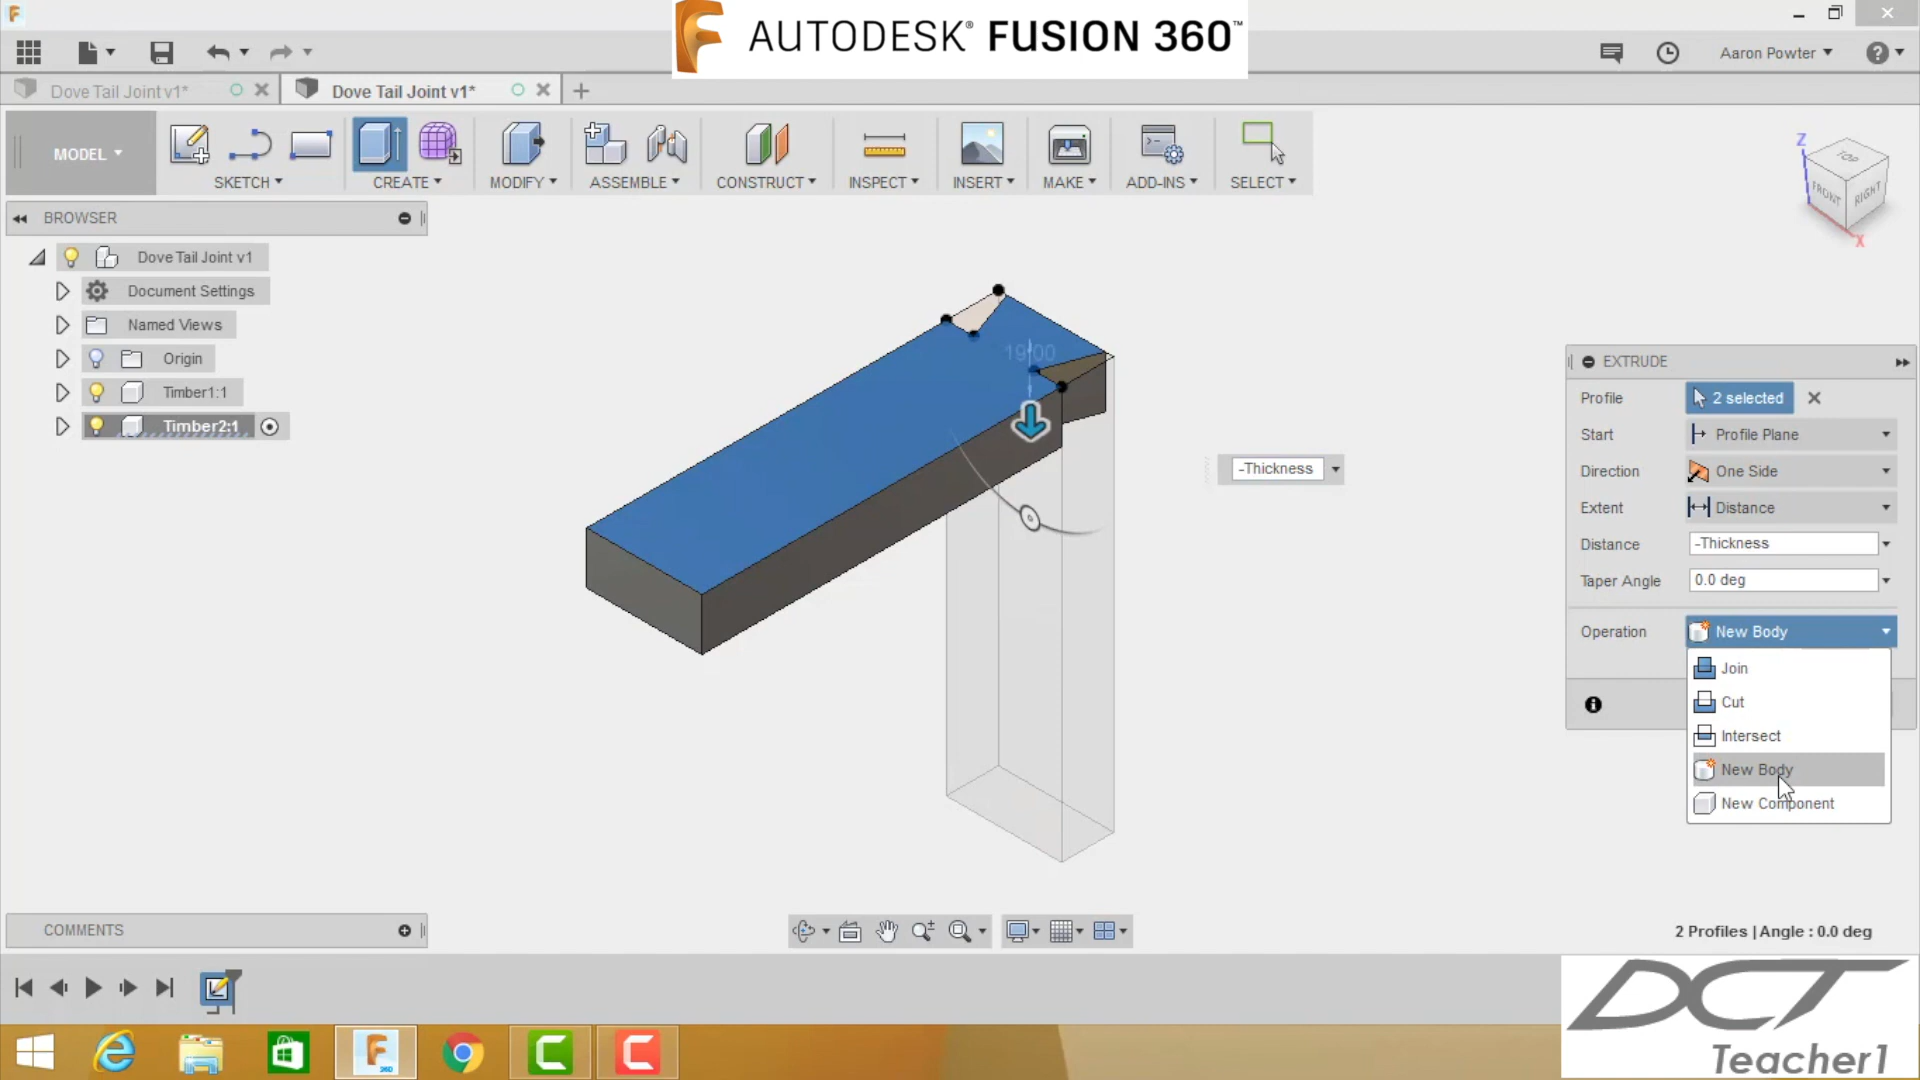 AUTODESK® FUSION 360™
Aaron Powter
Dove Tail Joint v1*
Dove Tail Joint v1*
MODEL
SKETCH
CREATE
MODIFY
ASSEMBLE
CONSTRUCT
INSPECT
INSERT
MAKE
ADD-INS
SELECT
Z
TOP
FRONT
RIGHT
X
BROWSER
Dove Tail Joint v1
Document Settings
Named Views
Origin
Timber1:1
Timber2:1
19.00
-Thickness
EXTRUDE
Profile 2 selected
Start Profile Plane
Direction One Side
Extent Distance
Distance -Thickness
Taper Angle 0.0 deg
Operation New Body
Join
Cut
Intersect
New Body
New Component
COMMENTS
2 Profiles | Angle : 0.0 deg
360
DCT
Teacher1